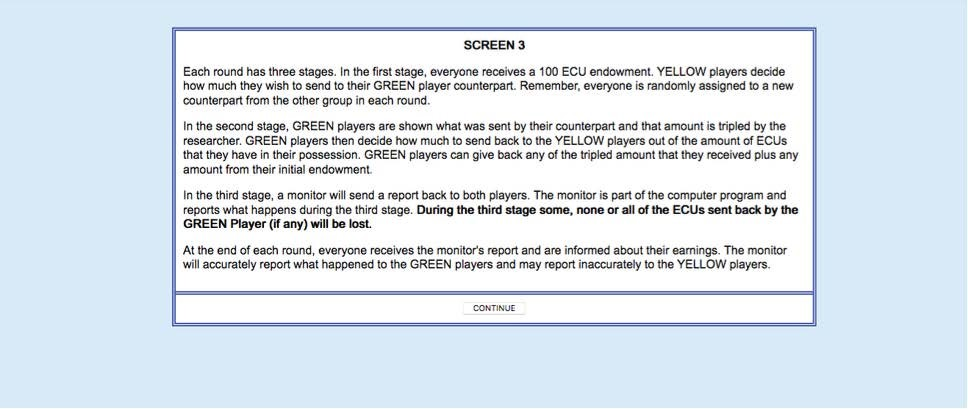 SCREEN 3
Each round has three stages. In the first stage, everyone receives a 100 ECU endowment. YELLOW players decide
how much they wish to send to their GREEN player counterpart. Remember, everyone is randomly assigned to a new
counterpart from the other group in each round.
In the second stage, GREEN players are shown what was sent by their counterpart and that amount is tripled by the
researcher. GREEN players then decide how much to send back to the YELLOW players out of the amount of ECUs
that they have in their possession. GREEN players can give back any of the tripled amount that they received plus any
amount from their initial endowment.
In the third stage, a monitor will send a report back to both players. The monitor is part of the computer program and
reports what happens during the third stage. During the third stage some, none or all of the ECUs sent back by the
GREEN Player (if any) will be lost.
At the end of each round, everyone receives the monitor's report and are informed about their earnings. The monitor
will accurately report what happened to the GREEN players and may report inaccurately to the YELLOW players.
CONTINUE